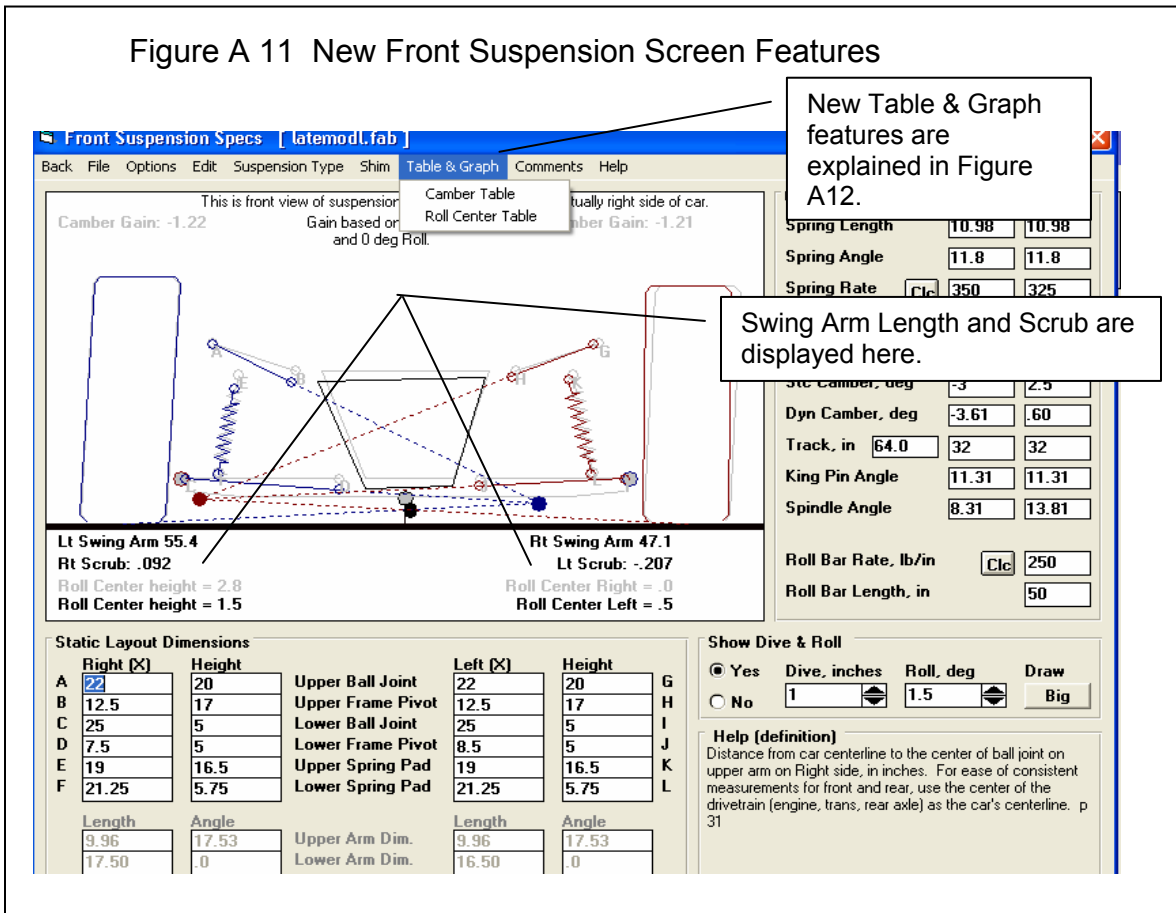 Figure A 11 New Front Suspension Screen Features
New Table & Graph
features are
explained in Figure
A12.
Front Suspension Specs [ latemodl.fab ]
Back File Options Edit Suspension Type Shim Table & Graph Comments Help
Camber Table
Roll Center Table
This is front view of suspension tually right side of car.
Gain based on
and 0 deg Roll.
Camber Gain: -1.22
mber Gain: -1.21
Spring Length 10.98 10.98
Spring Angle 11.8 11.8
Spring Rate Clc 350 325
Swing Arm Length and Scrub are
displayed here.
Stc Camber, deg -3 2.5
Dyn Camber, deg -3.61 .60
Track, in 64.0 32 32
King Pin Angle 11.31 11.31
Spindle Angle 8.31 13.81
Roll Bar Rate, lb/in Clc 250
Roll Bar Length, in 50
A G
B H
E K
D
L
Lt Swing Arm 55.4 Rt Swing Arm 47.1
Rt Scrub: .092 Lt Scrub: -.207
Roll Center height = 2.8 Roll Center Right = .0
Roll Center height = 1.5 Roll Center Left = .5
Static Layout Dimensions
Right (X) Height Left (X) Height
A 22 20 Upper Ball Joint 22 20 G
B 12.5 17 Upper Frame Pivot 12.5 17 H
C 25 5 Lower Ball Joint 25 5 I
D 7.5 5 Lower Frame Pivot 8.5 5 J
E 19 16.5 Upper Spring Pad 19 16.5 K
F 21.25 5.75 Lower Spring Pad 21.25 5.75 L
Length Angle Length Angle
9.96 17.53 Upper Arm Dim. 9.96 17.53
17.50 .0 Lower Arm Dim. 16.50 .0
Show Dive & Roll
Yes Dive, inches Roll, deg Draw
No 1 1.5 Big
Help (definition)
Distance from car centerline to the center of ball joint on
upper arm on Right side, in inches. For ease of consistent
measurements for front and rear, use the center of the
drivetrain (engine, trans, rear axle) as the car's centerline. p
31